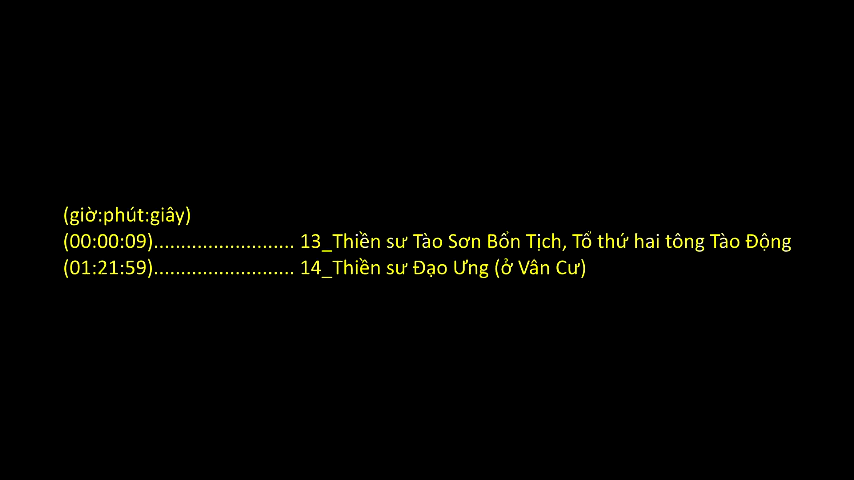 (giờ:phút:giây)
(00:00:09).......................... 13_Thiền sư Tào Sơn Bổn Tịch, Tổ thứ hai tông Tào Động
(01:21:59).......................... 14_Thiền sư Đạo Ưng (ở Vân Cư)